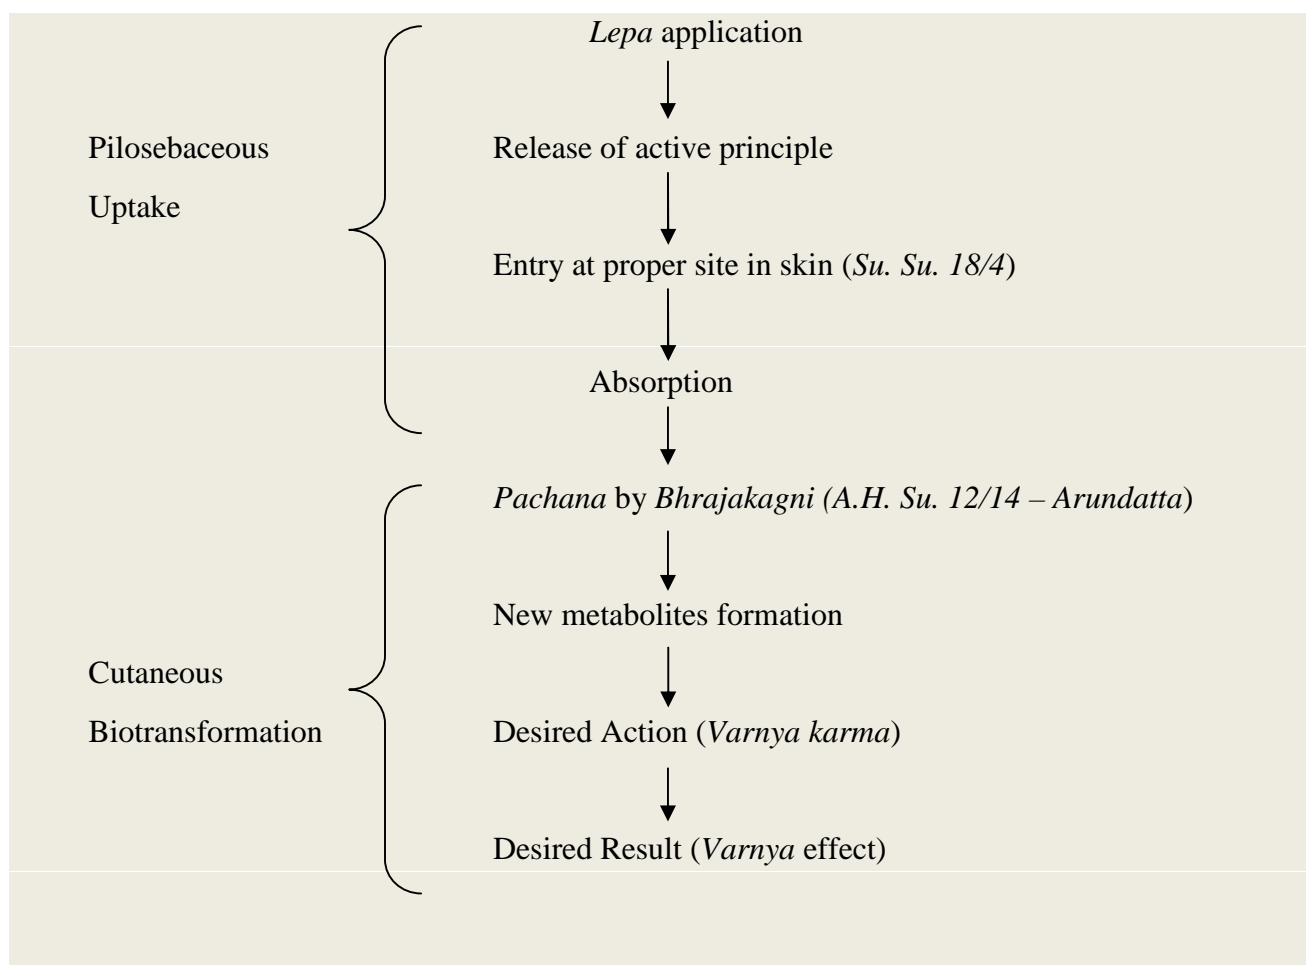 Lepa application
Pilosebaceous
Uptake
Release of active principle
Entry at proper site in skin (Su. Su. 18/4)
Absorption
Pachana by Bhrajakagni (A.H. Su. 12/14 – Arundatta)
New metabolites formation
Cutaneous
Biotransformation
Desired Action (Varnya karma)
Desired Result (Varnya effect)